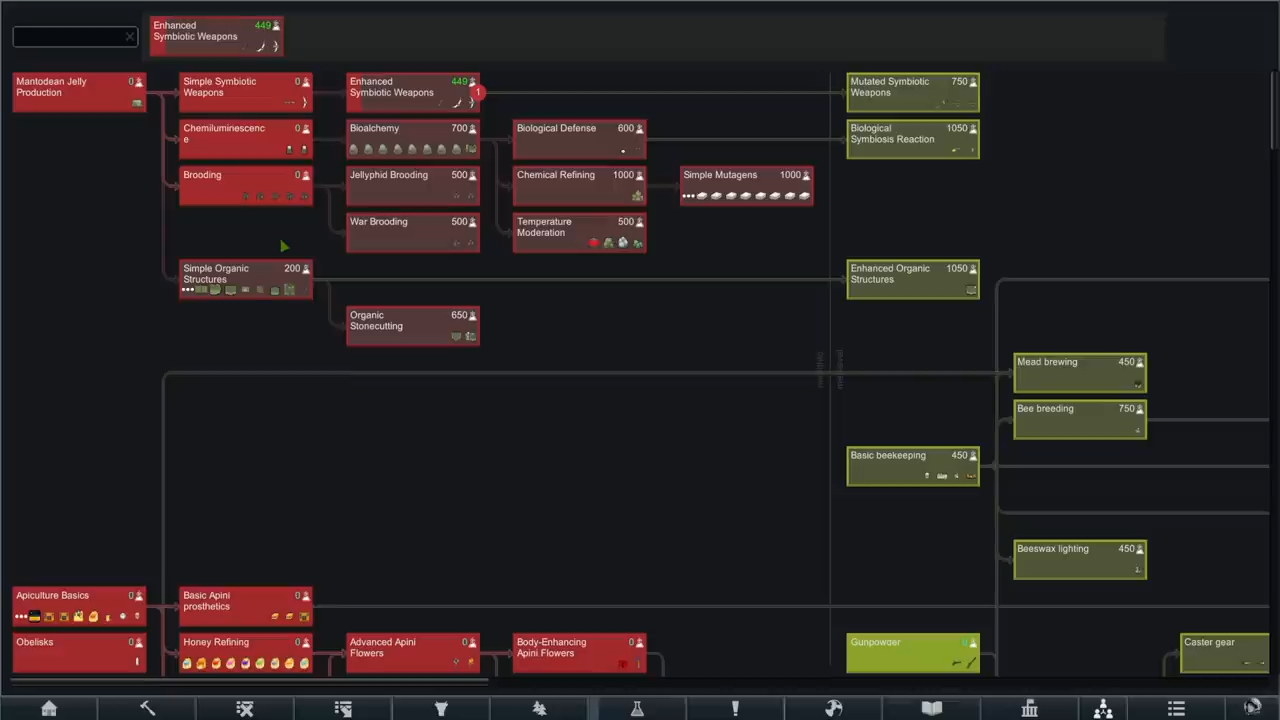 Enhanced 449
Symbiotic Weapons
Mantodean Jelly 0
Production
Simple Symbiotic 0
Weapons
Enhanced 449
Symbiotic Weapons
1
Mutated Symbiotic 750
Weapons
Chemiluminescenc 0
e
Bioalchemy 700
Biological Defense 600
Biological 1050
Symbiosis Reaction
Brooding 0
Jellyphid Brooding 500
Chemical Refining 1000
Simple Mutagens 1000
War Brooding 500
Temperature 500
Moderation
Simple Organic 200
Structures
Enhanced Organic 1050
Structures
Organic 650
Stonecutting
Mead brewing 450
Bee breeding 750
Basic beekeeping 450
Beeswax lighting 450
Apiculture Basics 0
Basic Apini 0
prosthetics
Obelisks 0
Honey Refining 0
Advanced Apini 0
Flowers
Body-Enhancing 0
Apini Flowers
Gunpowder 0
Caster gear